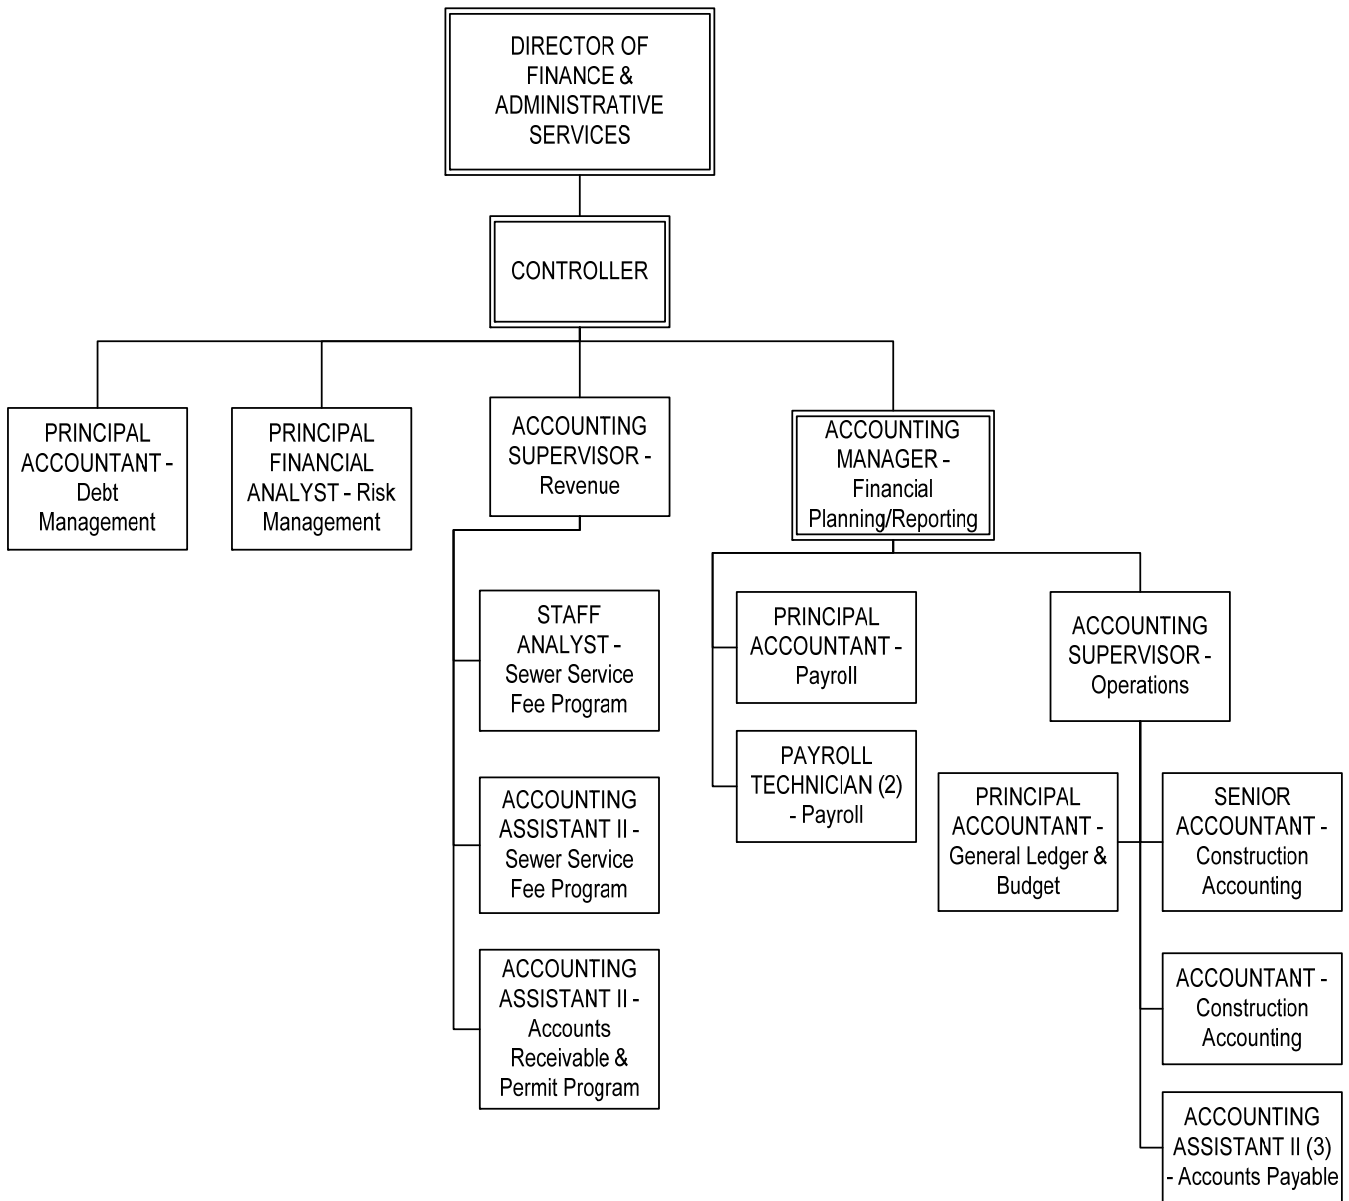 DIRECTOR OF
FINANCE &
ADMINISTRATIVE
SERVICES
CONTROLLER
PRINCIPAL
ACCOUNTANT -
Debt
Management
PRINCIPAL
FINANCIAL
ANALYST - Risk
Management
ACCOUNTING
SUPERVISOR -
Revenue
ACCOUNTING
MANAGER -
Financial
Planning/Reporting
STAFF
ANALYST -
Sewer Service
Fee Program
ACCOUNTING
ASSISTANT II -
Sewer Service
Fee Program
ACCOUNTING
ASSISTANT II -
Accounts
Receivable &
Permit Program
PRINCIPAL
ACCOUNTANT -
Payroll
PAYROLL
TECHNICIAN (2)
- Payroll
ACCOUNTING
SUPERVISOR -
Operations
PRINCIPAL
ACCOUNTANT -
General Ledger &
Budget
SENIOR
ACCOUNTANT -
Construction
Accounting
ACCOUNTANT -
Construction
Accounting
ACCOUNTING
ASSISTANT II (3)
- Accounts Payable